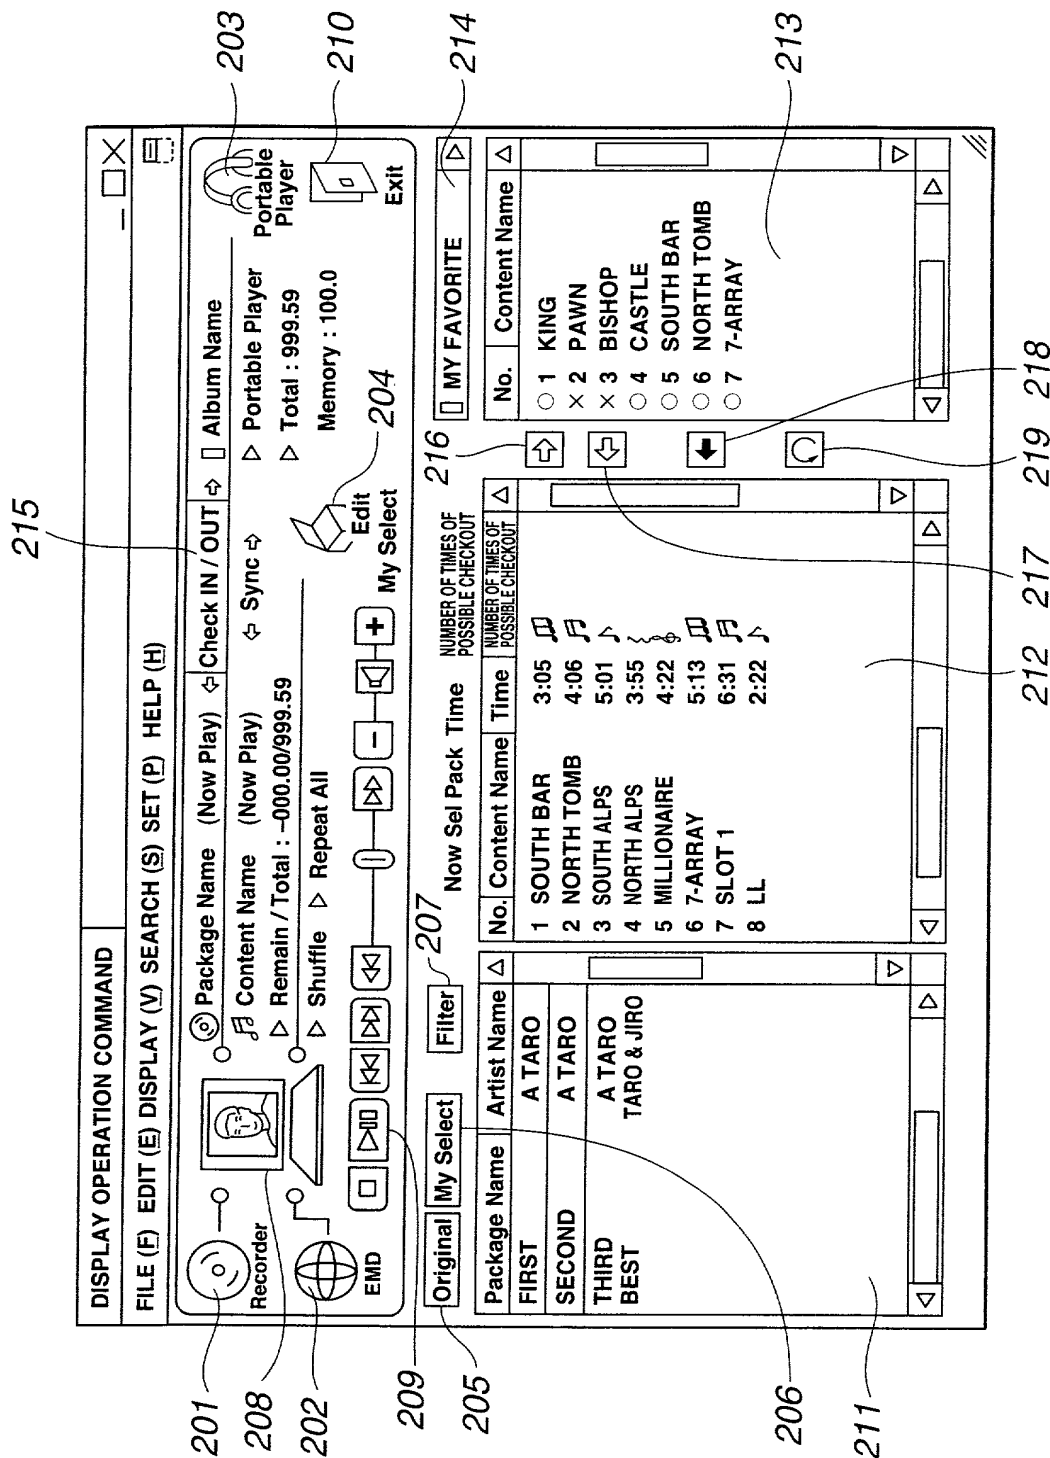 215
DISPLAY OPERATION COMMAND
FILE (F) EDIT (E) DISPLAY (V) SEARCH (S) SET (P) HELP (H)
Package Name (Now Play) Check IN / OUT Album Name
Content Name (Now Play) Sync Portable Player
Remain / Total : –000.00/999.59 Total : 999.59
Memory : 100.0
Shuffle Repeat All
Recorder
EMD
Portable
Player
Exit
Edit
My Select
Original My Select Filter Now Sel Pack Time NUMBER OF TIMES OF
POSSIBLE CHECKOUT
MY FAVORITE
Package Name Artist Name
FIRST A TARO
SECOND A TARO
THIRD A TARO
BEST TARO & JIRO
No. Content Name Time NUMBER OF TIMES OF
POSSIBLE CHECKOUT
1 SOUTH BAR 3:05
2 NORTH TOMB 4:06
3 SOUTH ALPS 5:01
4 NORTH ALPS 3:55
5 MILLIONAIRE 4:22
6 7-ARRAY 5:13
7 SLOT 1 6:31
8 LL 2:22
No. Content Name
○ 1 KING
× 2 PAWN
× 3 BISHOP
○ 4 CASTLE
○ 5 SOUTH BAR
○ 6 NORTH TOMB
○ 7 7-ARRAY
201
208
202
209
205
206
211
207
204
203
210
214
213
216
218
219
217
212